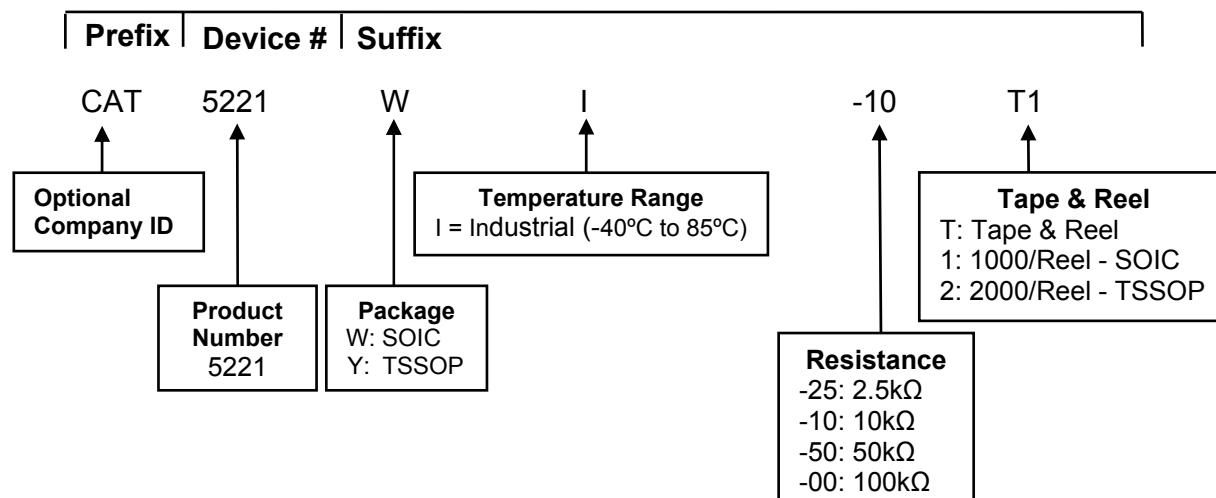 Prefix Device # Suffix
CAT 5221 W I -10 T1
Optional
Company ID
Product
Number
5221
Package
W: SOIC
Y: TSSOP
Temperature Range
I = Industrial (-40ºC to 85ºC)
Resistance
-25: 2.5kΩ
-10: 10kΩ
-50: 50kΩ
-00: 100kΩ
Tape & Reel
T: Tape & Reel
1: 1000/Reel - SOIC
2: 2000/Reel - TSSOP